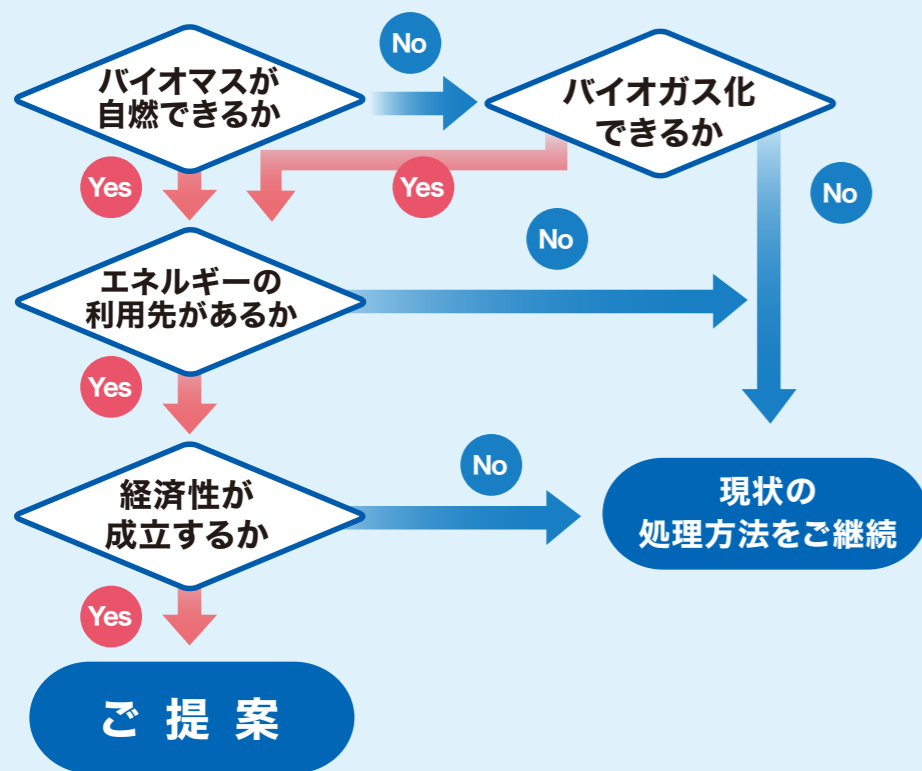 バイオマスが
自燃できるか
No
バイオガス化
できるか
Yes
Yes
No
エネルギーの
利用先があるか
No
Yes
経済性が
成立するか
No
現状の
処理方法をご継続
Yes
ご提案